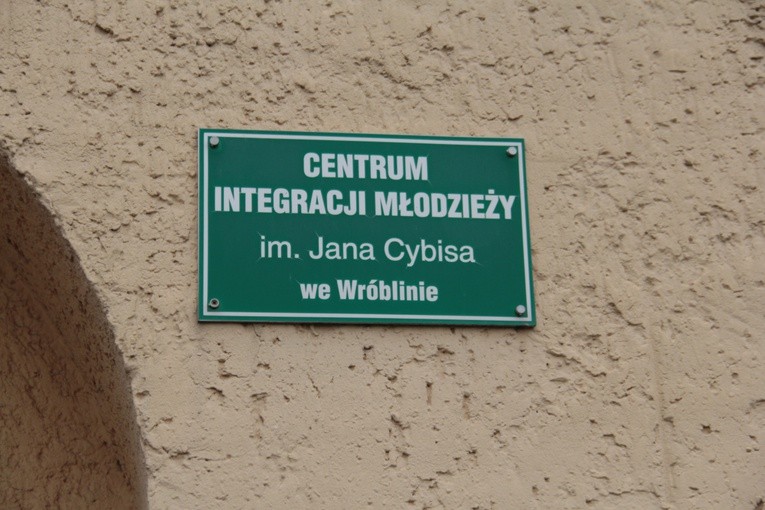 CENTRUM
INTEGRACJI MŁODZIEŻY
im. Jana Cybisa
we Wróblinie